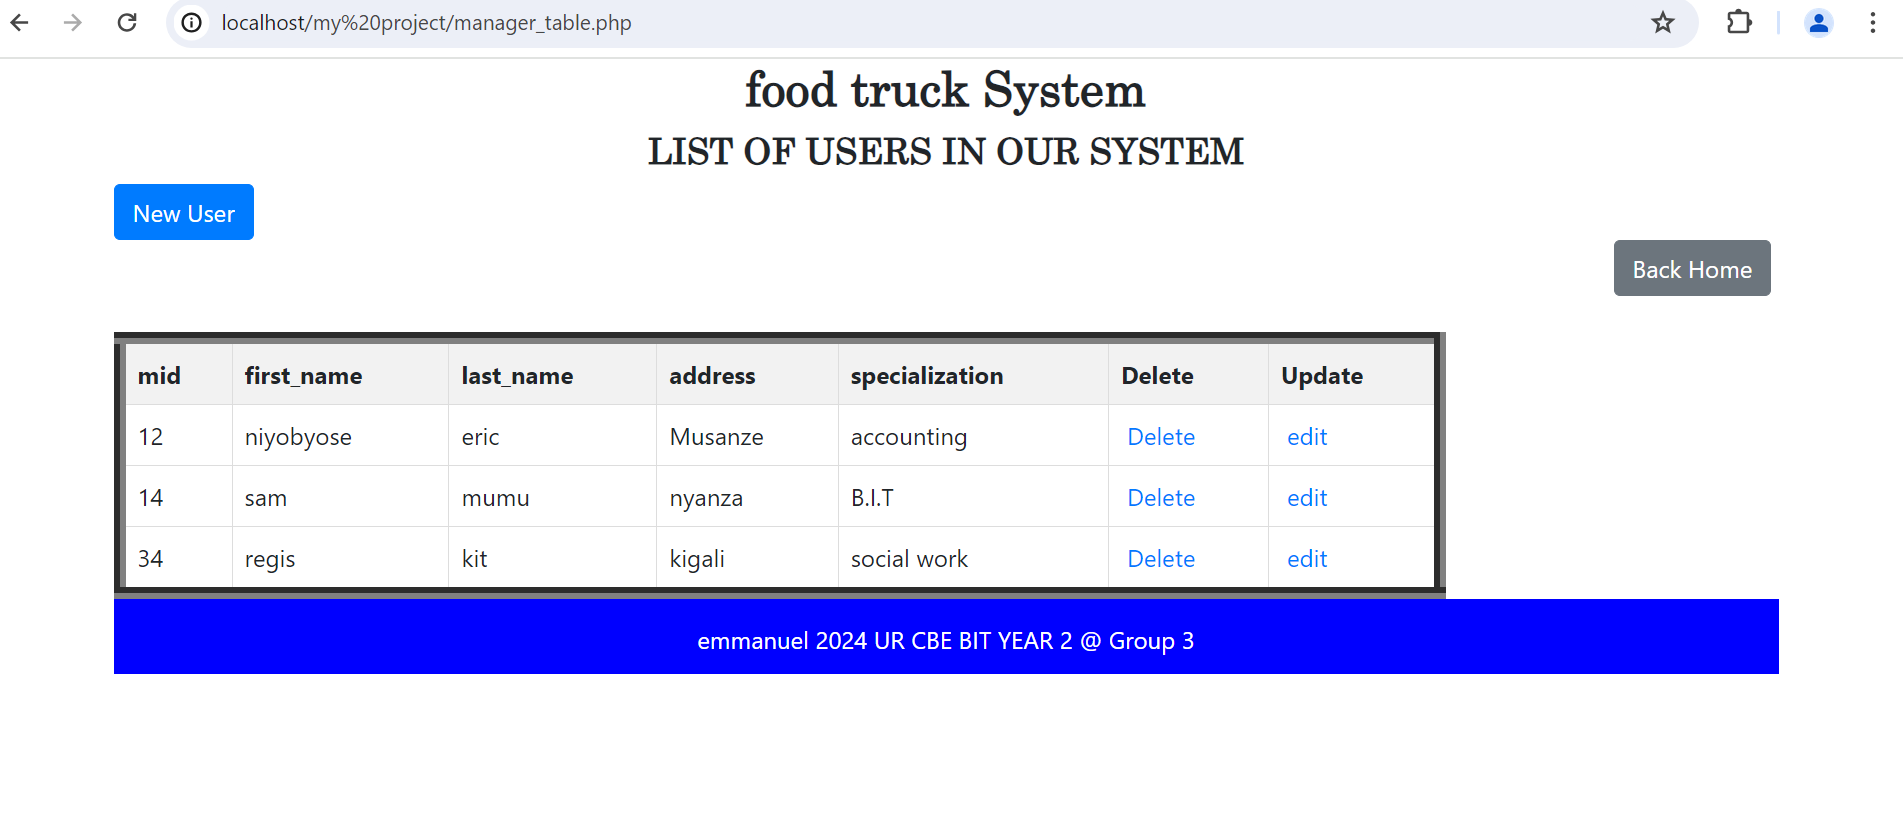 localhost/my%20project/manager_table.php
food truck System
LIST OF USERS IN OUR SYSTEM
New User
Back Home
mid first_name last_name address specialization Delete Update
12 niyobyose eric Musanze accounting Delete edit
14 sam mumu nyanza B.I.T Delete edit
34 regis kit kigali social work Delete edit
emmanuel 2024 UR CBE BIT YEAR 2 @ Group 3